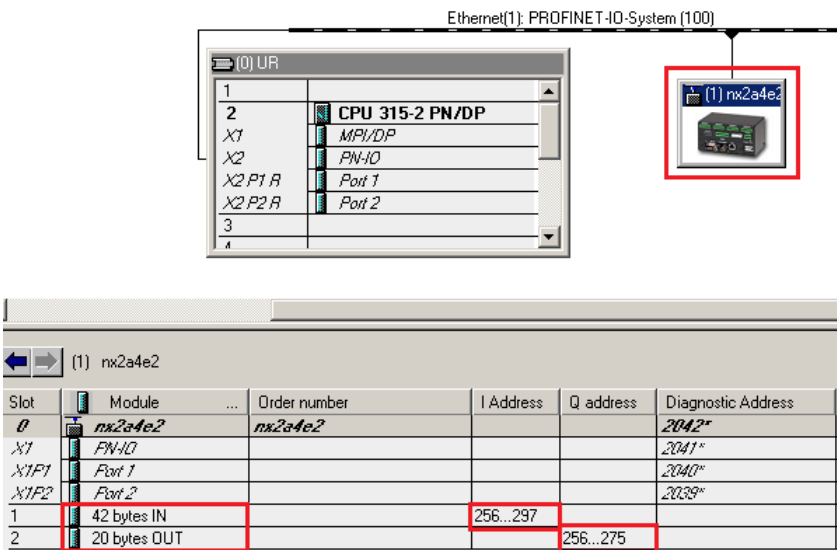 Ethernet(1): PROFINET-IO-System (100)
(0) UR
1
2 CPU 315-2 PN/DP
X1 MPI/DP
X2 PN-IO
X2 P1 R Port 1
X2 P2 R Port 2
3
4
(1) nx2a4e2
(1) nx2a4e2
Slot Module ... Order number I Address Q address Diagnostic Address
0 nx2a4e2 nx2a4e2 2042*
X1 PN-IO 2041*
X1P1 Port 1 2040*
X1P2 Port 2 2039*
1 42 bytes IN 256...297
2 20 bytes OUT 256...275